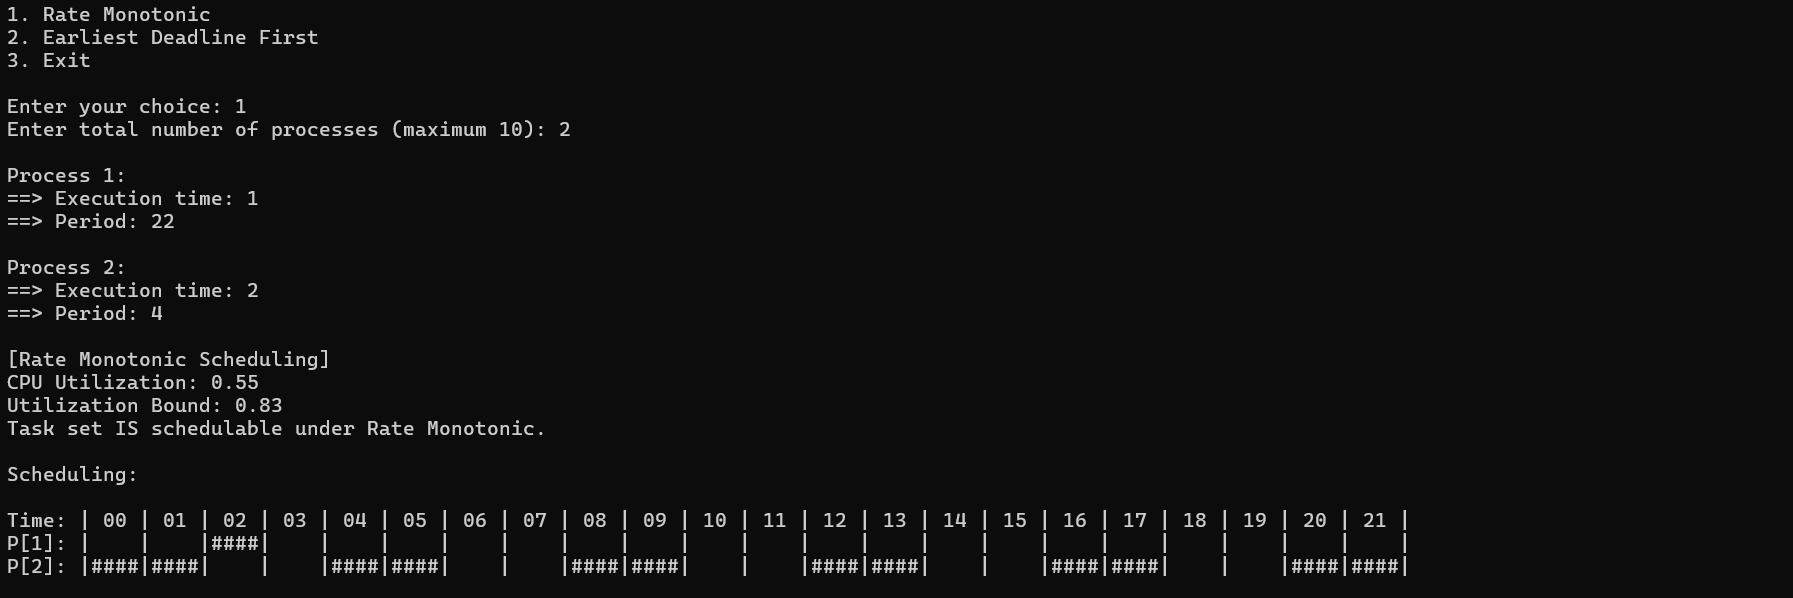 1. Rate Monotonic
2. Earliest Deadline First
3. Exit
Enter your choice: 1
Enter total number of processes (maximum 10): 2
Process 1:
==> Execution time: 1
==> Period: 22
Process 2:
==> Execution time: 2
==> Period: 4
[Rate Monotonic Scheduling]
CPU Utilization: 0.55
Utilization Bound: 0.83
Task set IS schedulable under Rate Monotonic.
Scheduling:
Time: | 00 | 01 | 02 | 03 | 04 | 05 | 06 | 07 | 08 | 09 | 10 | 11 | 12 | 13 | 14 | 15 | 16 | 17 | 18 | 19 | 20 | 21 |
P[1]: |    |    |####|    |    |    |    |    |    |    |    |    |    |    |    |    |    |    |    |    |    |    |
P[2]: |####|####|    |    |####|####|    |    |####|####|    |    |####|####|    |    |####|####|    |    |####|####|